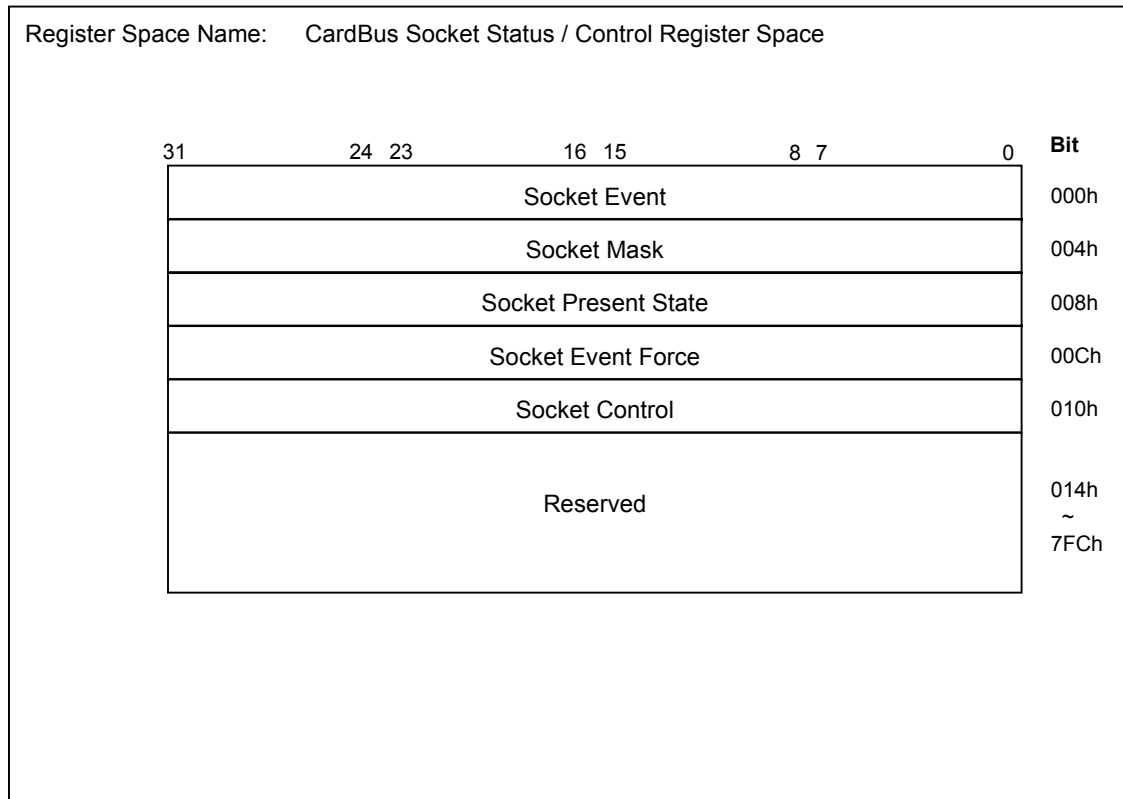 Register Space Name: CardBus Socket Status / Control Register Space
31 24 23 16 15 8 7 0 Bit
Socket Event 000h
Socket Mask 004h
Socket Present State 008h
Socket Event Force 00Ch
Socket Control 010h
Reserved 014h
~
7FCh